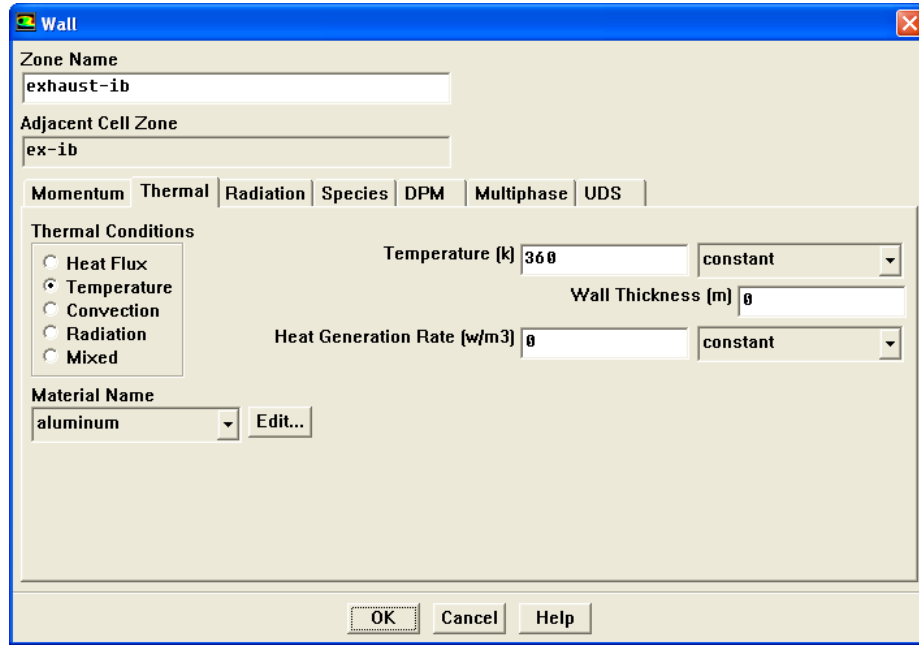 Wall
Zone Name
exhaust-ib
Adjacent Cell Zone
ex-ib
Momentum Thermal Radiation Species DPM Multiphase UDS
Thermal Conditions
Heat Flux
Temperature
Convection
Radiation
Mixed
Temperature (k) 360 constant
Wall Thickness (m) 0
Heat Generation Rate (w/m3) 0 constant
Material Name
aluminum Edit...
OK Cancel Help